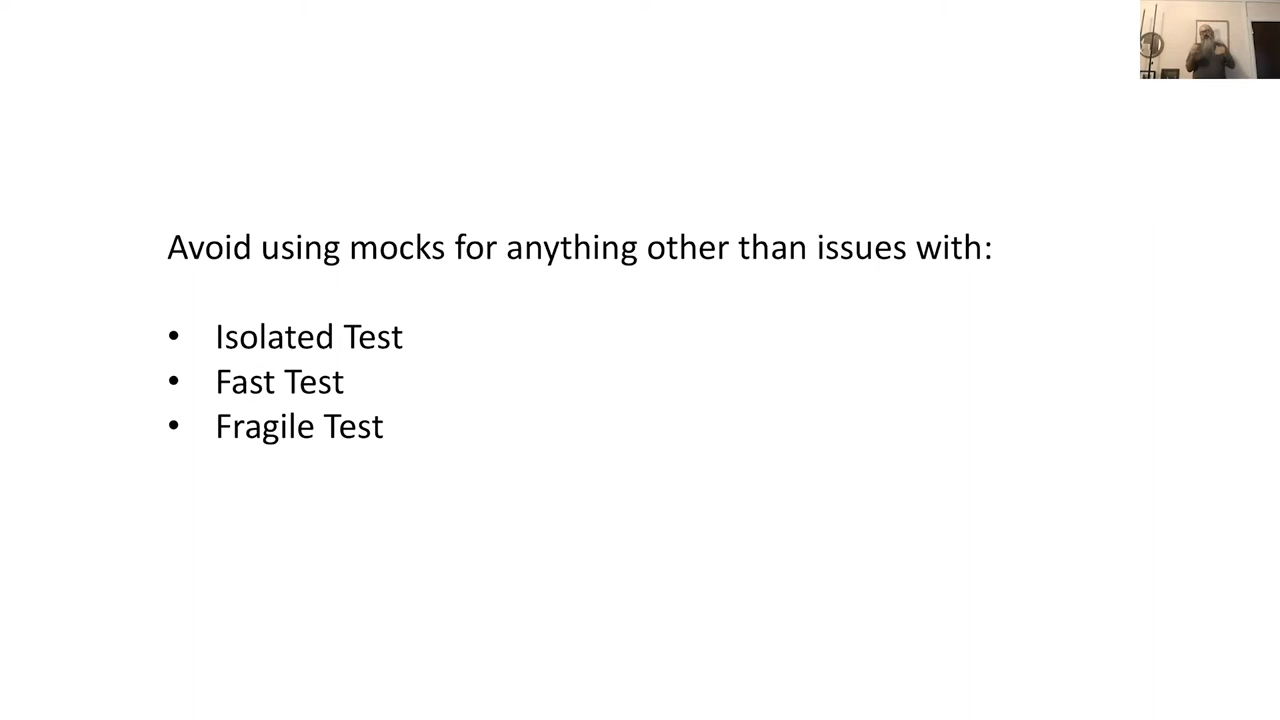 Avoid using mocks for anything other than issues with:
• Isolated Test
• Fast Test
• Fragile Test